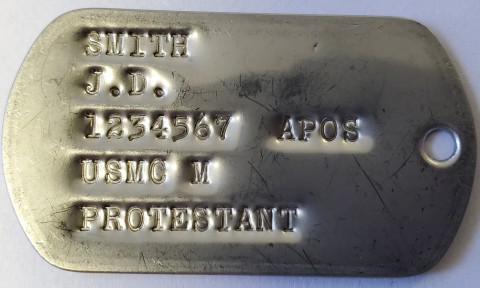 SMITH
J.D.
1234567 APOS
USMC M
PROTESTANT